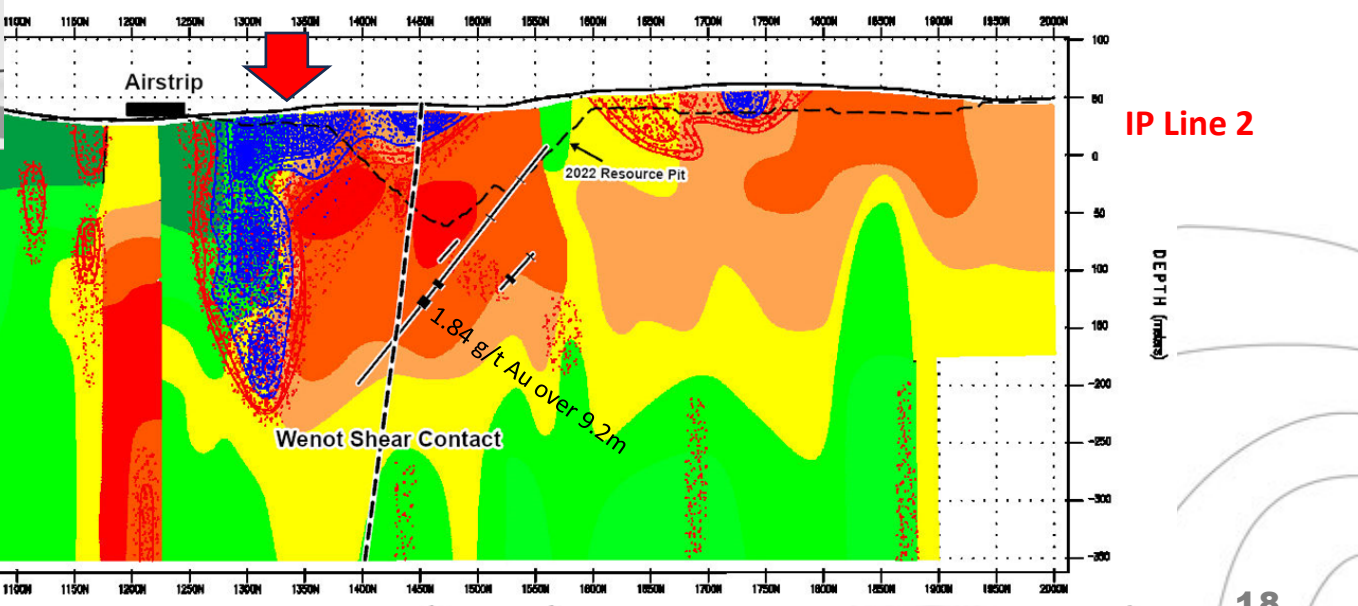 1100N 1150N 1200N 1250N 1300N 1350N 1400N 1450N 1500N 1550N 1600N 1650N 1700N 1750N 1800N 1850N 1900N 1950N 2000N
100
Airstrip
50
IP Line 2
0
2022 Resource Pit
50
DEPTH (meters)
100
150
1.84 g/t Au over 9.2m
-200
Wenot Shear Contact
-250
-300
-350
1100N 1150N 1200N 1250N 1300N 1350N 1400N 1450N 1500N 1550N 1600N 1650N 1700N 1750N 1800N 1850N 1900N 1950N 2000N
18